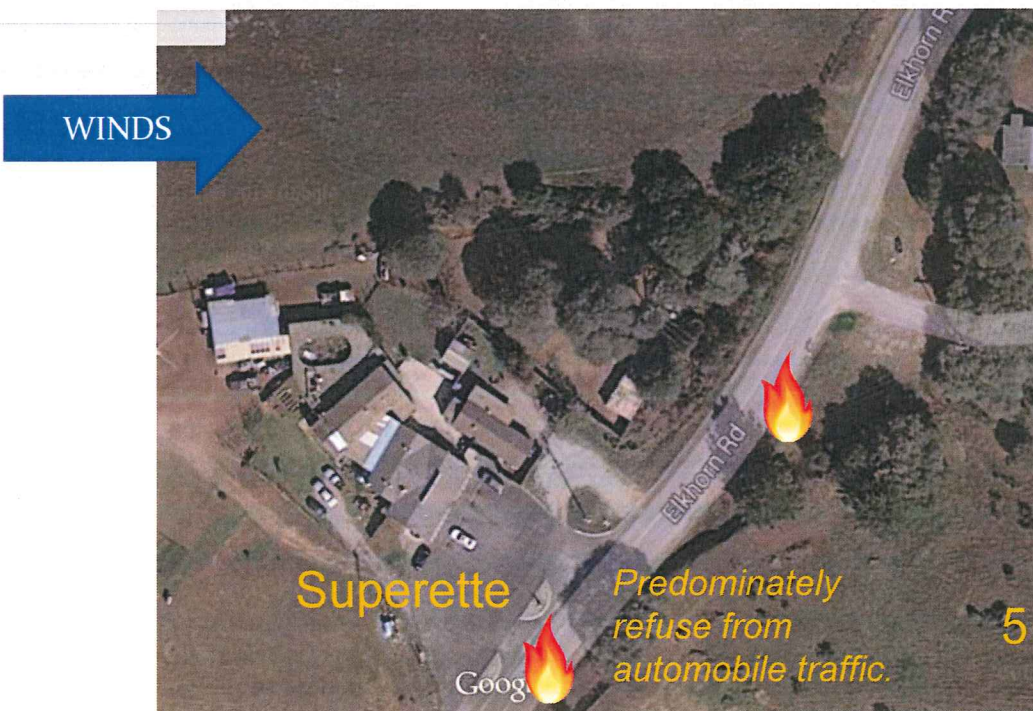 WINDS
Elkhorn Rd
Elkhorn Rd
Superette
Predominately
refuse from
automobile traffic.
5